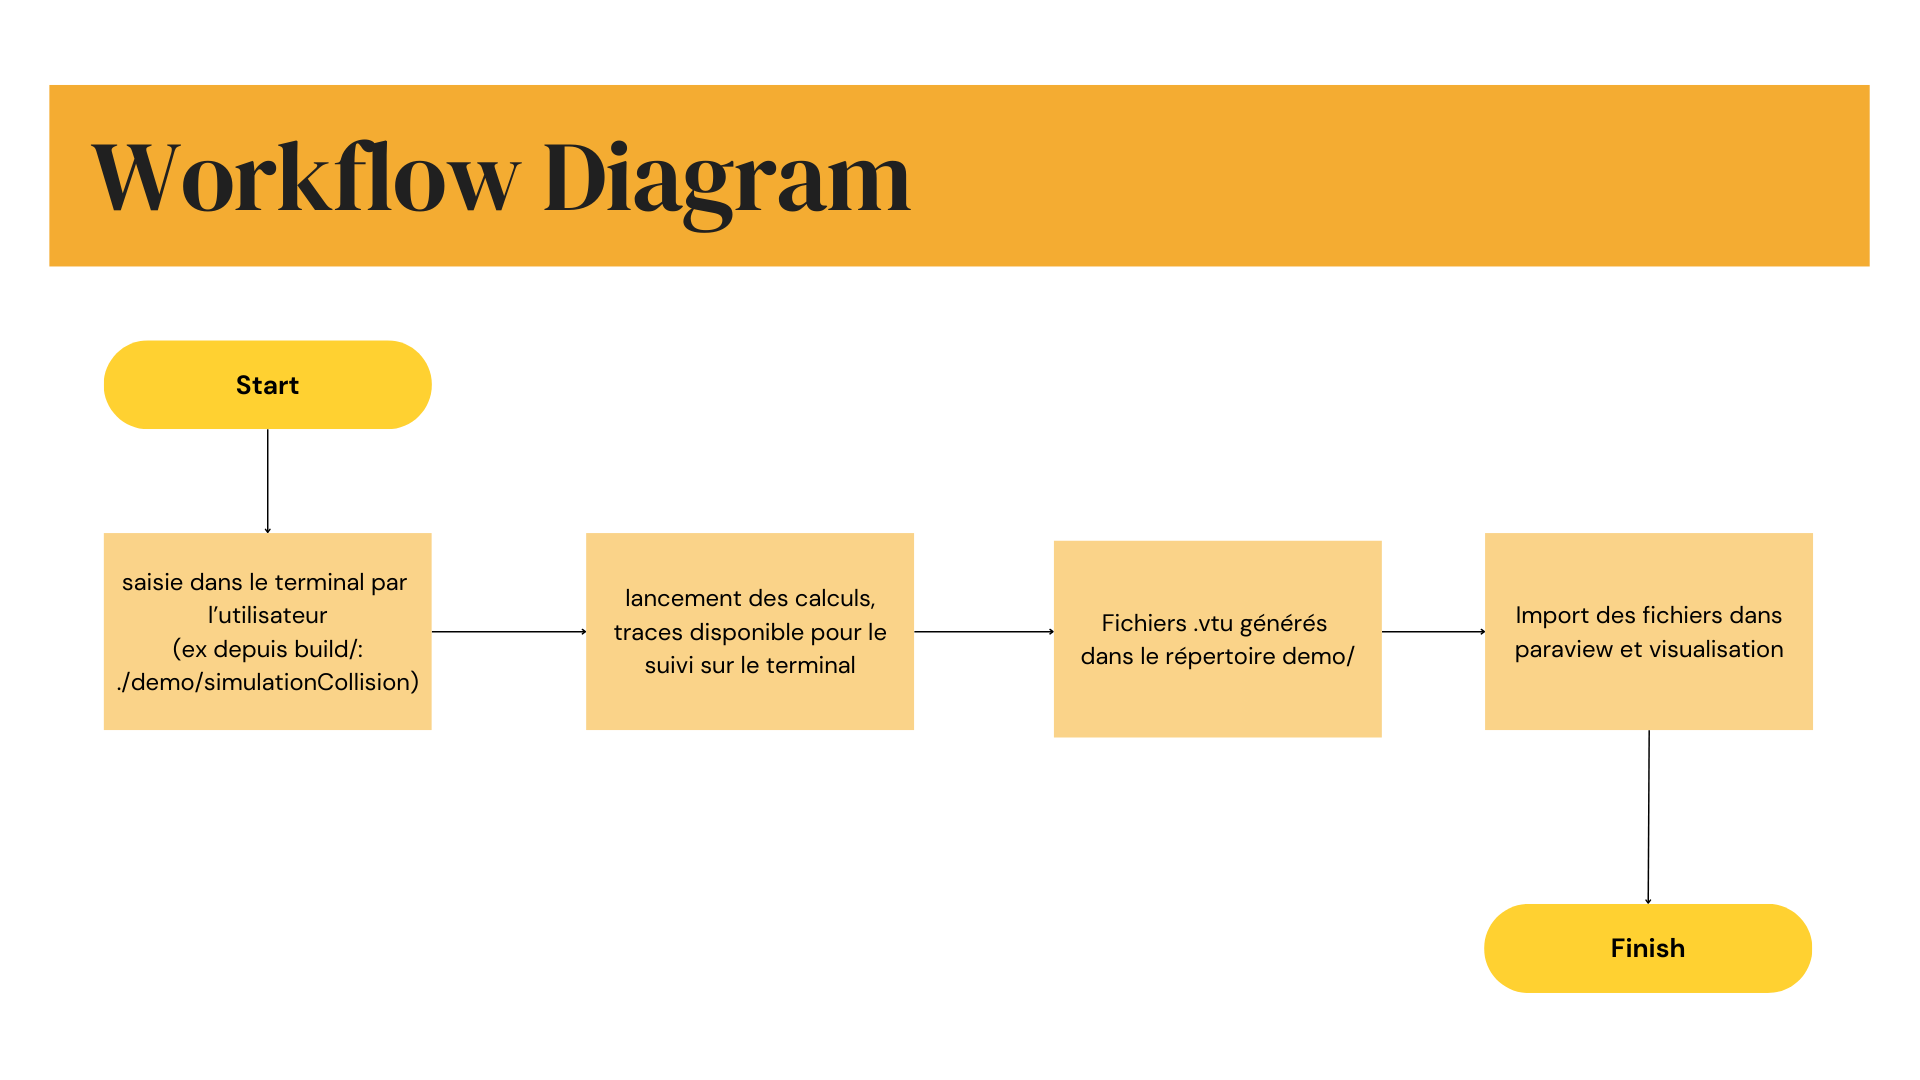 Workflow Diagram
Start
saisie dans le terminal par
l’utilisateur
(ex depuis build/:
./demo/simulationCollision)
lancement des calculs,
traces disponible pour le
suivi sur le terminal
Fichiers .vtu générés
dans le répertoire demo/
Import des fichiers dans
paraview et visualisation
Finish